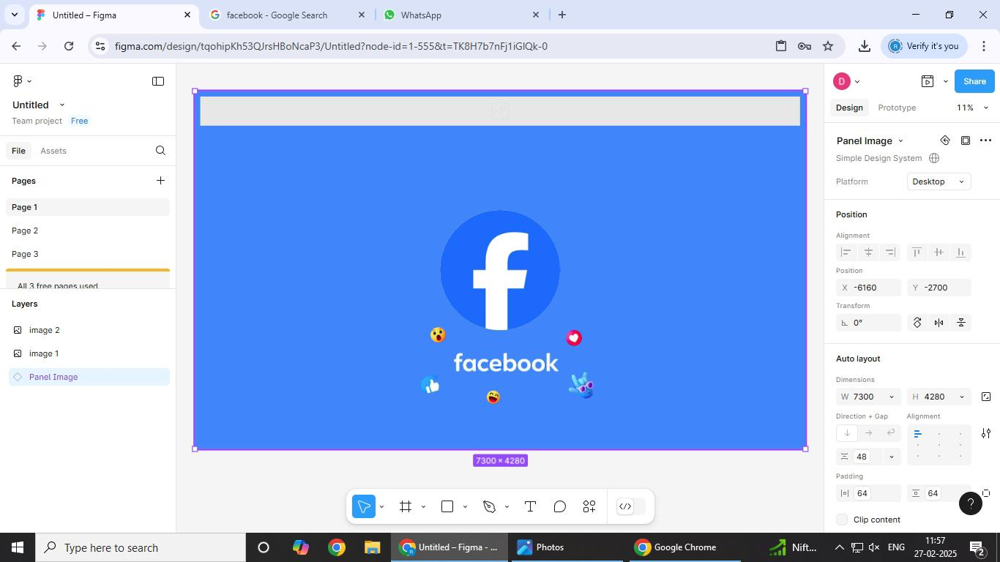 Untitled – Figma
facebook - Google Search
WhatsApp
figma.com/design/tqohipKh53QJrsHBoNcaP3/Untitled?node-id=1-555&t=TK8H7b7nFj1iGlQk-0
R
Verify it's you
Untitled
Team project
Free
File
Assets
Pages
Page 1
Page 2
Page 3
All 3 free pages used.
Layers
image 2
image 1
Panel Image
facebook
7300 × 4280
D
Share
Design
Prototype
11%
Panel Image
Simple Design System
Platform
Desktop
Position
Alignment
Position
X -6160
Y -2700
Transform
0°
Auto layout
Dimensions
W 7300
H 4280
Direction + Gap
Alignment
48
Padding
64
64
Clip content
?
Type here to search
Untitled – Figma - ...
Photos
Google Chrome
Nift...
ENG
11:57
27-02-2025
2